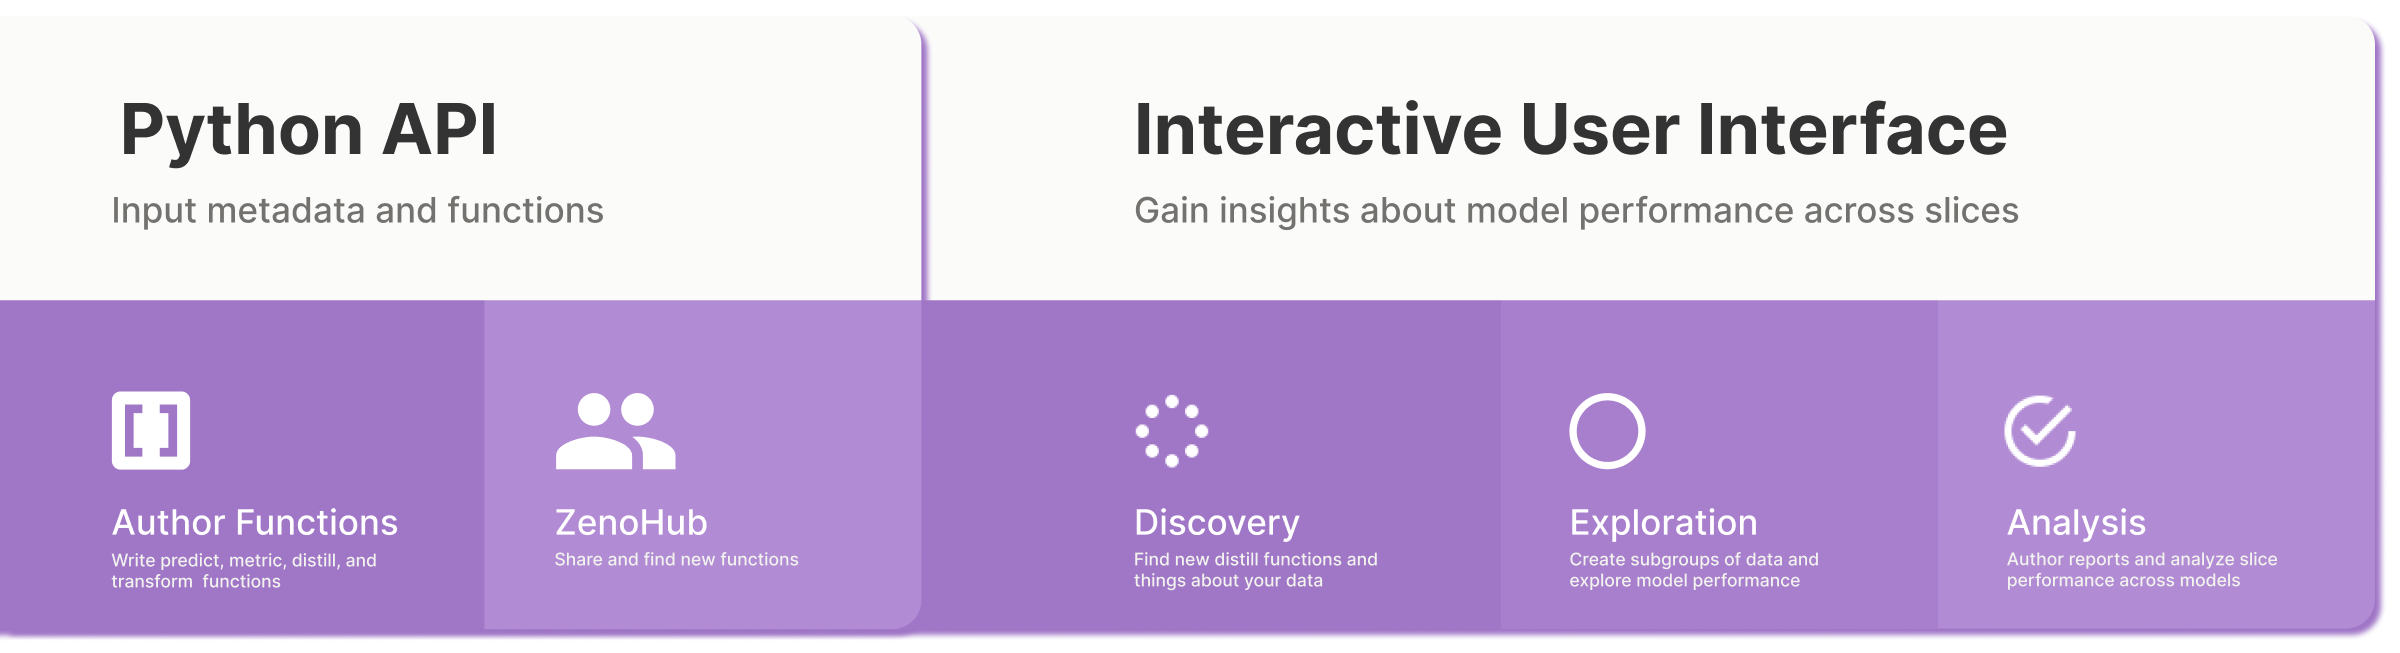 Python API
Input metadata and functions
Interactive User Interface
Gain insights about model performance across slices
Author Functions
Write predict, metric, distill, and
transform  functions
ZenoHub
Share and find new functions
Discovery
Find new distill functions and
things about your data
Exploration
Create subgroups of data and
explore model performance
Analysis
Author reports and analyze slice
performance across models